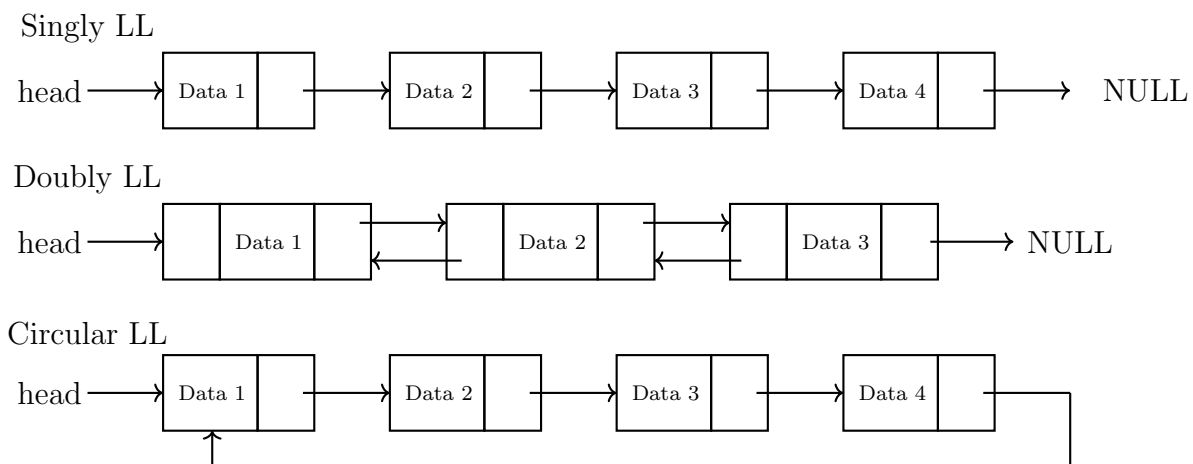 Singly LL
head Data 1 Data 2 Data 3 Data 4 NULL
Doubly LL
head Data 1 Data 2 Data 3 NULL
Circular LL
head Data 1 Data 2 Data 3 Data 4